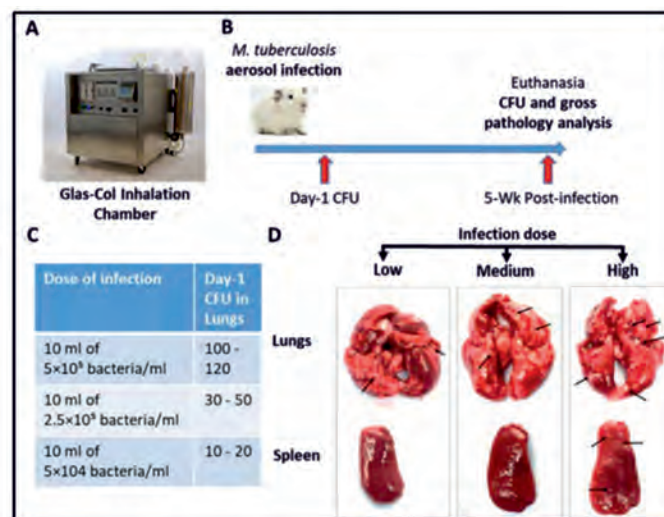 A
Glas-Col Inhalation
Chamber
B
M. tuberculosis
aerosol infection
Euthanasia
CFU and gross
pathology analysis
Day-1 CFU
5-Wk Post-infection
C
Dose of infection
Day-1
CFU in
Lungs
10 ml of
5×10⁵ bacteria/ml
100 -
120
10 ml of
2.5×10⁵ bacteria/ml
30 - 50
10 ml of
5×104 bacteria/ml
10 - 20
D
Infection dose
Low
Medium
High
Lungs
Spleen